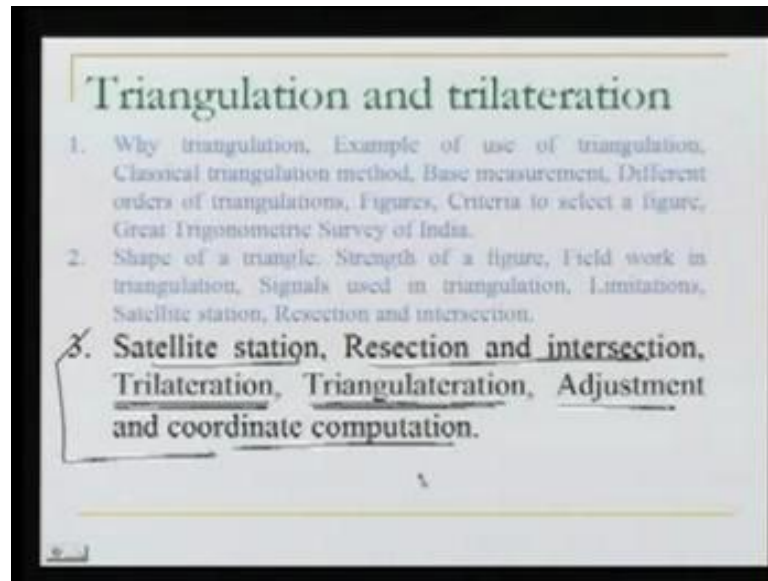 Triangulation and trilateration
1. Why triangulation, Example of use of triangulation,
Classical triangulation method, Base measurement, Different
orders of triangulations, Figures, Criteria to select a figure,
Great Trigonometric Survey of India.
2. Shape of a triangle. Strength of a figure, Field work in
triangulation, Signals used in triangulation, Limitations,
Satellite station, Resection and intersection.
3. Satellite station, Resection and intersection,
Trilateration, Triangulateration, Adjustment
and coordinate computation.